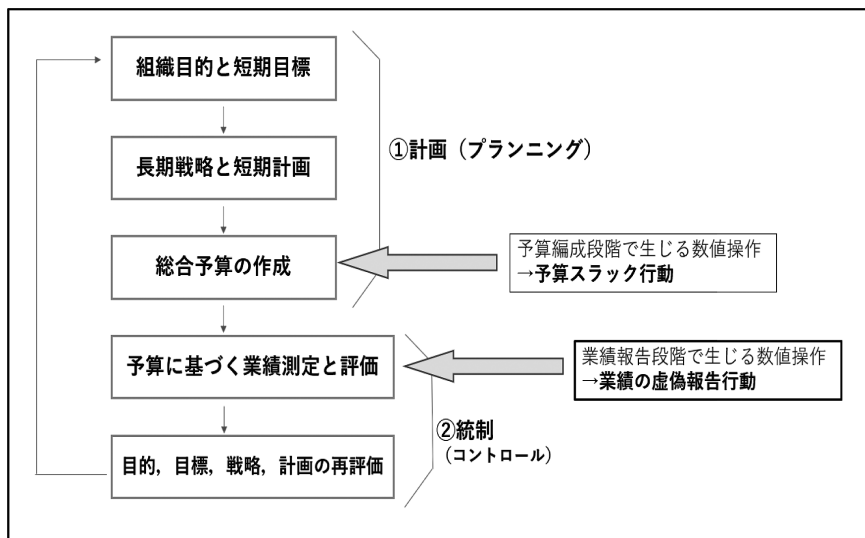 組織目的と短期目標
長期戦略と短期計画
①計画（プランニング）
総合予算の作成
予算編成段階で生じる数値操作
→予算スラック行動
予算に基づく業績測定と評価
業績報告段階で生じる数値操作
→業績の虚偽報告行動
②統制
（コントロール）
目的，目標，戦略，計画の再評価